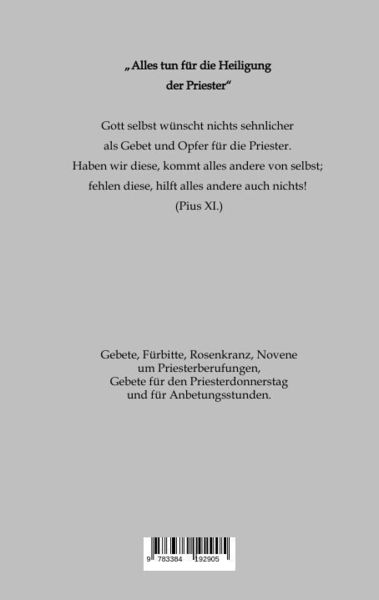 „Alles tun für die Heiligung
der Priester“
Gott selbst wünscht nichts sehnlicher
als Gebet und Opfer für die Priester.
Haben wir diese, kommt alles andere von selbst;
fehlen diese, hilft alles andere auch nichts!
(Pius XI.)
Gebete, Fürbitte, Rosenkranz, Novene
um Priesterberufungen,
Gebete für den Priesterdonnerstag
und für Anbetungsstunden.
9 783384 192905